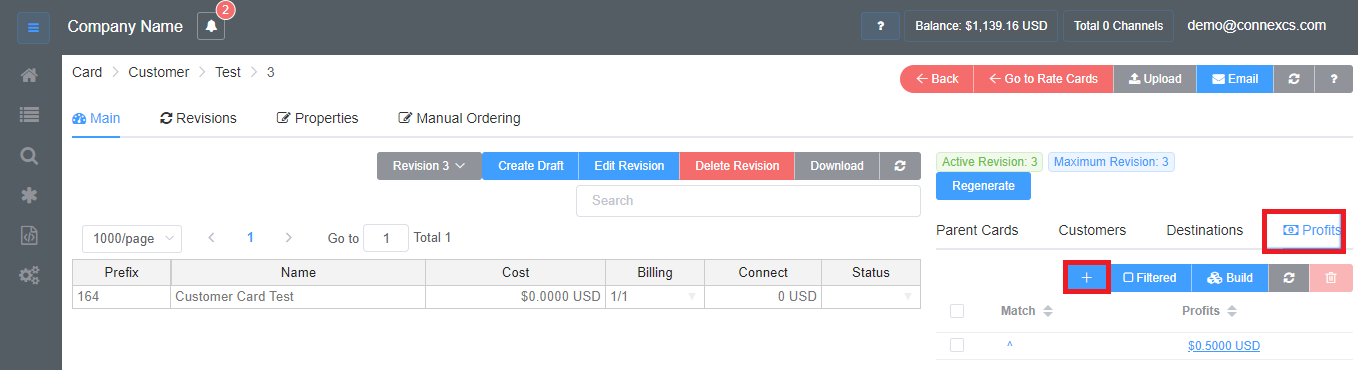 Company Name 2 ? Balance: $1,139.16 USD Total 0 Channels demo@connexcs.com
Card Customer Test 3
Back Go to Rate Cards Upload Email ?
Main Revisions Properties Manual Ordering
Revision 3 Create Draft Edit Revision Delete Revision Download
Active Revision: 3 Maximum Revision: 3
Regenerate
Search
1000/page 1 Go to 1 Total 1
Parent Cards Customers Destinations Profits
Prefix Name Cost Billing Connect Status
164 Customer Card Test $0.0000 USD 1/1 0 USD
+ Filtered Build
Match Profits
^ $0.5000 USD